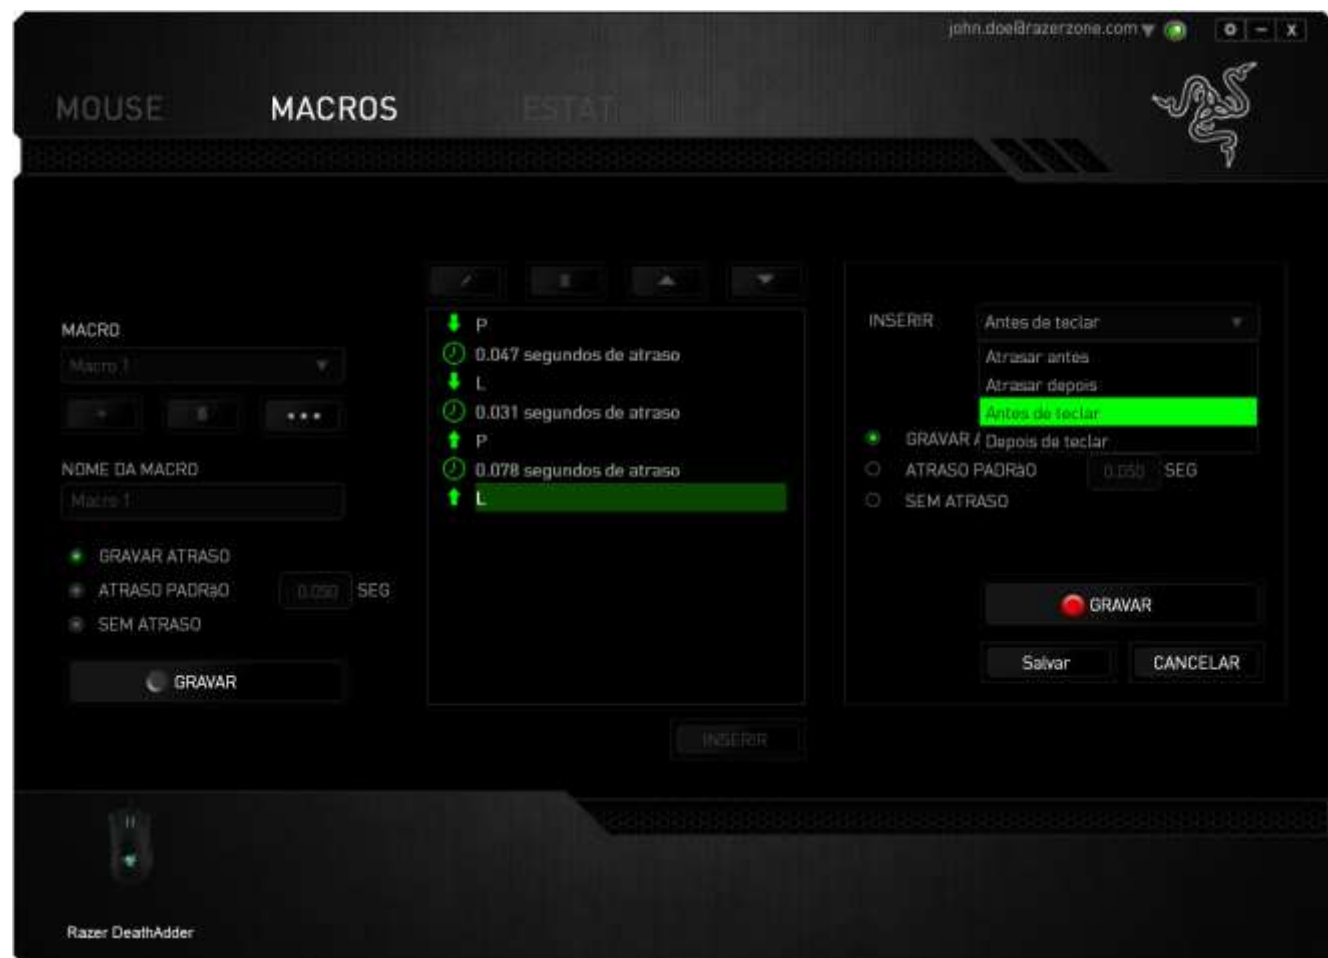 john.doe@razerzone.com
MOUSE
MACROS
ESTAT
X
MACRO
Macro 1
NOME DA MACRO
Macro 1
GRAVAR ATRASO
ATRASO PADRãO
0.050 SEG
SEM ATRASO
GRAVAR
P
0.047 segundos de atraso
L
0.031 segundos de atraso
P
0.078 segundos de atraso
L
INSERIR
INSERIR
Antes de teclar
Atrasar antes
Atrasar depois
Antes de teclar
Depois de teclar
GRAVAR A
ATRASO PADRãO
0.050 SEG
SEM ATRASO
GRAVAR
Salvar
CANCELAR
Razer DeathAdder